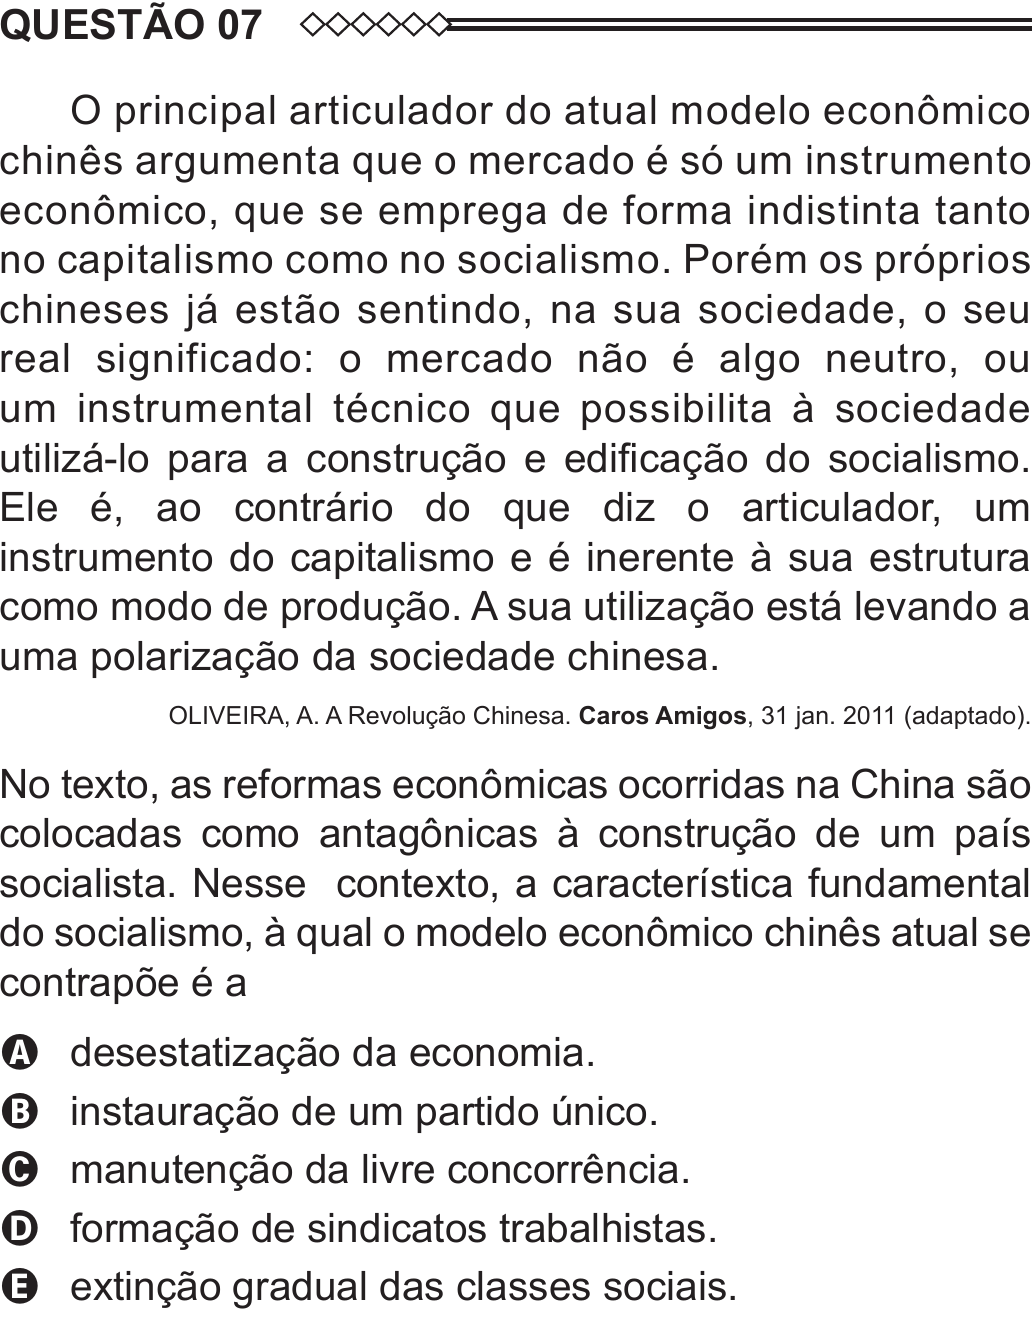 QUESTÃO 07
O principal articulador do atual modelo econômico
chinês argumenta que o mercado é só um instrumento
econômico, que se emprega de forma indistinta tanto
no capitalismo como no socialismo. Porém os próprios
chineses já estão sentindo, na sua sociedade, o seu
real significado: o mercado não é algo neutro, ou
um instrumental técnico que possibilita à sociedade
utilizá-lo para a construção e edificação do socialismo.
Ele é, ao contrário do que diz o articulador, um
instrumento do capitalismo e é inerente à sua estrutura
como modo de produção. A sua utilização está levando a
uma polarização da sociedade chinesa.
OLIVEIRA, A. A Revolução Chinesa. Caros Amigos, 31 jan. 2011 (adaptado).
No texto, as reformas econômicas ocorridas na China são
colocadas como antagônicas à construção de um país
socialista. Nesse contexto, a característica fundamental
do socialismo, à qual o modelo econômico chinês atual se
contrapõe é a
A desestatização da economia.
B instauração de um partido único.
C manutenção da livre concorrência.
D formação de sindicatos trabalhistas.
E extinção gradual das classes sociais.